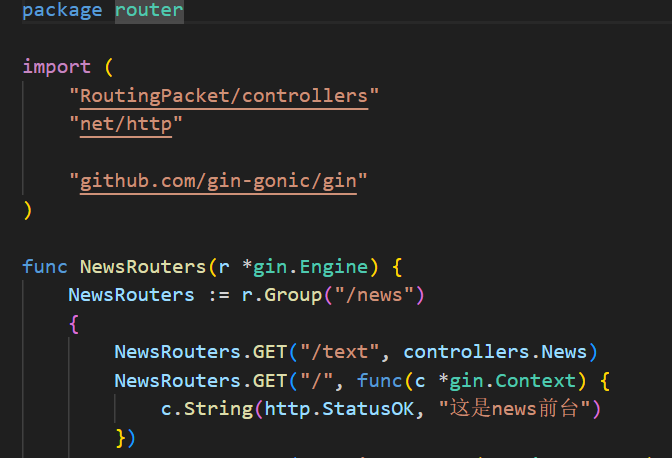 package router
import (
"RoutingPacket/controllers"
"net/http"
"github.com/gin-gonic/gin"
)
func NewsRouters(r *gin.Engine) {
NewsRouters := r.Group("/news")
{
NewsRouters.GET("/text", controllers.News)
NewsRouters.GET("/", func(c *gin.Context) {
c.String(http.StatusOK, "这是news前台")
})